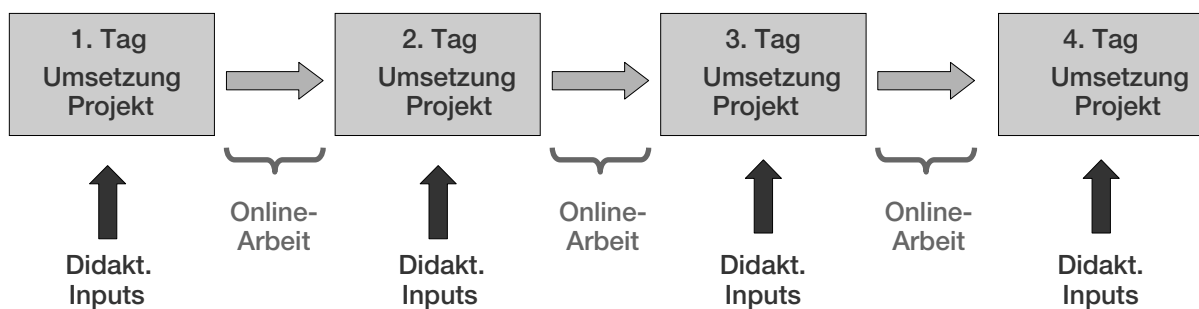 1. Tag
Umsetzung
Projekt
2. Tag
Umsetzung
Projekt
3. Tag
Umsetzung
Projekt
4. Tag
Umsetzung
Projekt
Online-
Arbeit
Online-
Arbeit
Online-
Arbeit
Didakt.
Inputs
Didakt.
Inputs
Didakt.
Inputs
Didakt.
Inputs